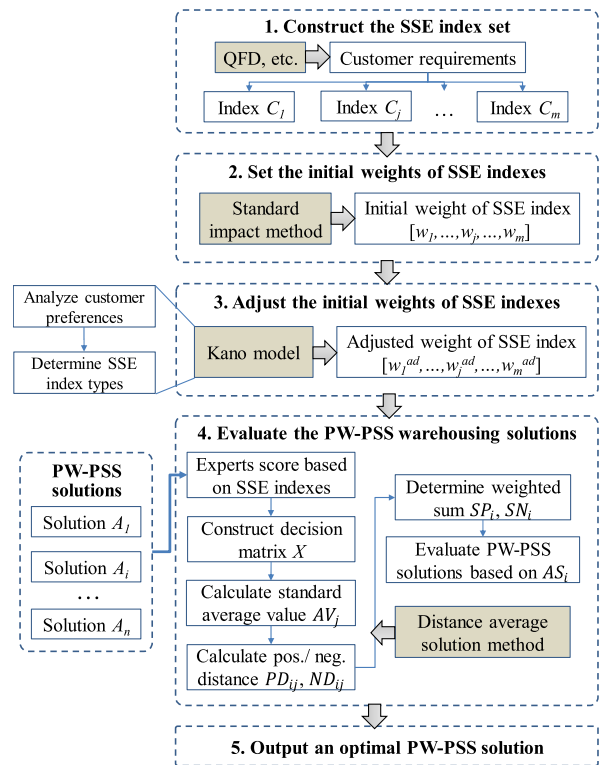 1. Construct the SSE index set
QFD, etc.
Customer requirements
Index C1
Index Cj
...
Index Cm
2. Set the initial weights of SSE indexes
Standard
impact method
Initial weight of SSE index
[w1,...,wj,...,wm]
3. Adjust the initial weights of SSE indexes
Analyze customer
preferences
Determine SSE
index types
Kano model
Adjusted weight of SSE index
[w1^ad,...,wj^ad,...,wm^ad]
4. Evaluate the PW-PSS warehousing solutions
PW-PSS
solutions
Solution A1
Solution Ai
...
Solution An
Experts score based
on SSE indexes
Construct decision
matrix X
Calculate standard
average value AVj
Calculate pos./ neg.
distance PDij, NDij
Determine weighted
sum SPi, SNi
Evaluate PW-PSS
solutions based on ASi
Distance average
solution method
5. Output an optimal PW-PSS solution